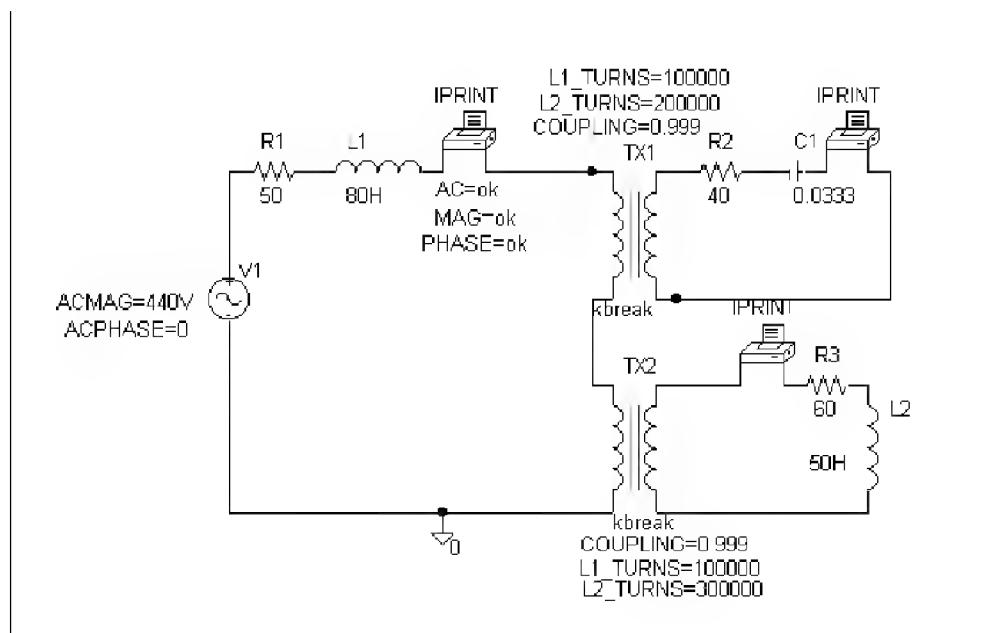 L1_TURNS=100000
L2_TURNS=200000
COUPLING=0.999
TX1
IPRINT
IPRINT
R1
L1
R2
C1
50
80H
40
0.0333
AC=ok
MAG=ok
PHASE=ok
V1
ACMAG=440V
ACPHASE=0
kbreak
IPRINT
TX2
R3
60
L2
50H
kbreak
0
COUPLING=0.999
L1_TURNS=100000
L2_TURNS=300000